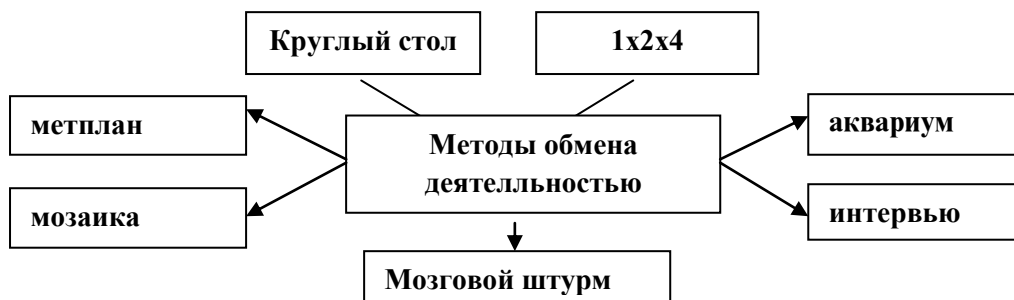 Круглый стол
1х2х4
метплан
аквариум
Методы обмена
деятелльностью
мозаика
интервью
Мозговой штурм